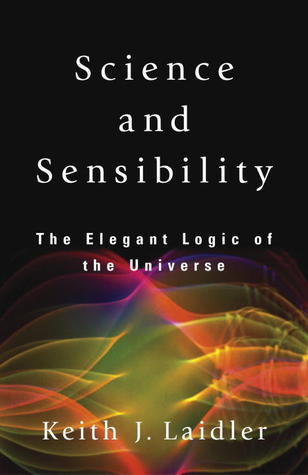 Science
and
Sensibility
The Elegant Logic of
the Universe
Keith J. Laidler